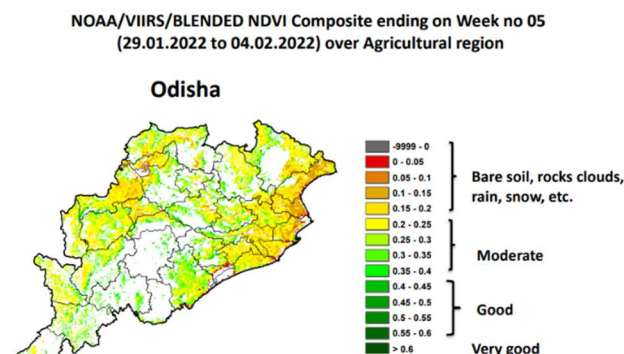 NOAA/VIIRS/BLENDED NDVI Composite ending on Week no 05
(29.01.2022 to 04.02.2022) over Agricultural region
Odisha
-9999 - 0
0 - 0.05
0.05 - 0.1
0.1 - 0.15
0.15 - 0.2
0.2 - 0.25
0.25 - 0.3
0.3 - 0.35
0.35 - 0.4
0.4 - 0.45
0.45 - 0.5
0.5 - 0.55
0.55 - 0.6
> 0.6
Bare soil, rocks clouds,
rain, snow, etc.
Moderate
Good
Very good